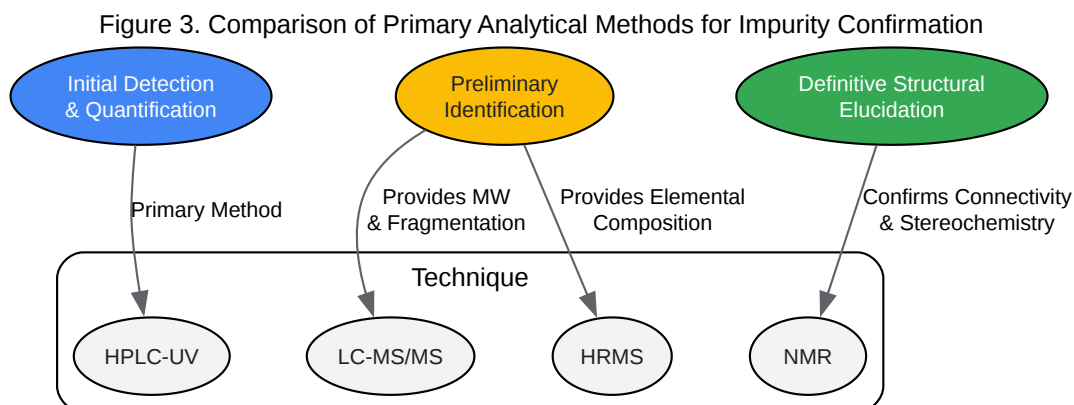 Figure 3. Comparison of Primary Analytical Methods for Impurity Confirmation
Initial Detection
& Quantification
Preliminary
Identification
Definitive Structural
Elucidation
Primary Method
Provides MW
& Fragmentation
Provides Elemental
Composition
Confirms Connectivity
& Stereochemistry
Technique
HPLC-UV
LC-MS/MS
HRMS
NMR